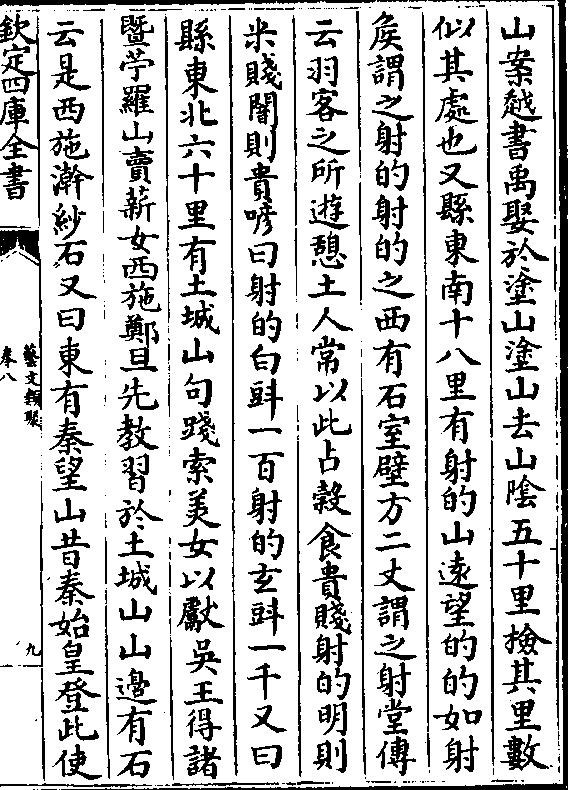 山案越書禹娶於塗山塗山去山陰五十里撿其里數
似其處也又縣東南十八里有射的山遠望的的如射
矦謂之射的射的之西有石室壁方二丈謂之射堂傳
云羽客之所遊憩土人常以此占榖食貴賤射的明則
米賤闇則貴喭曰射的白斛一百射的玄斛一千又曰
縣東北六十里有土城山句踐索美女以獻吳王得諸
暨苧羅山賣薪女西施鄭旦先教習於土城山山邊有石
云是西施澣紗石又曰東有秦望山昔秦始皇登此使
欽定四庫全書
藝文類聚
卷八
九